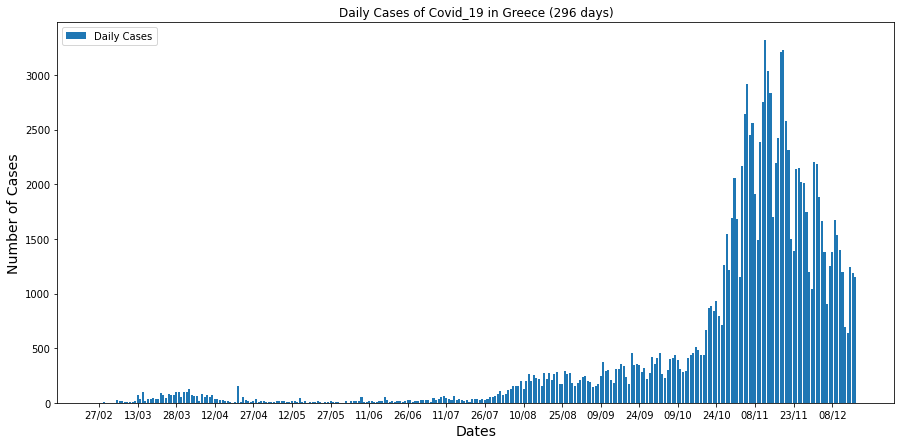 Daily Cases of Covid_19 in Greece (296 days)
Daily Cases
Number of Cases
3000
2500
2000
1500
1000
500
0
27/02 13/03 28/03 12/04 27/04 12/05 27/05 11/06 26/06 11/07 26/07 10/08 25/08 09/09 24/09 09/10 24/10 08/11 23/11 08/12
Dates